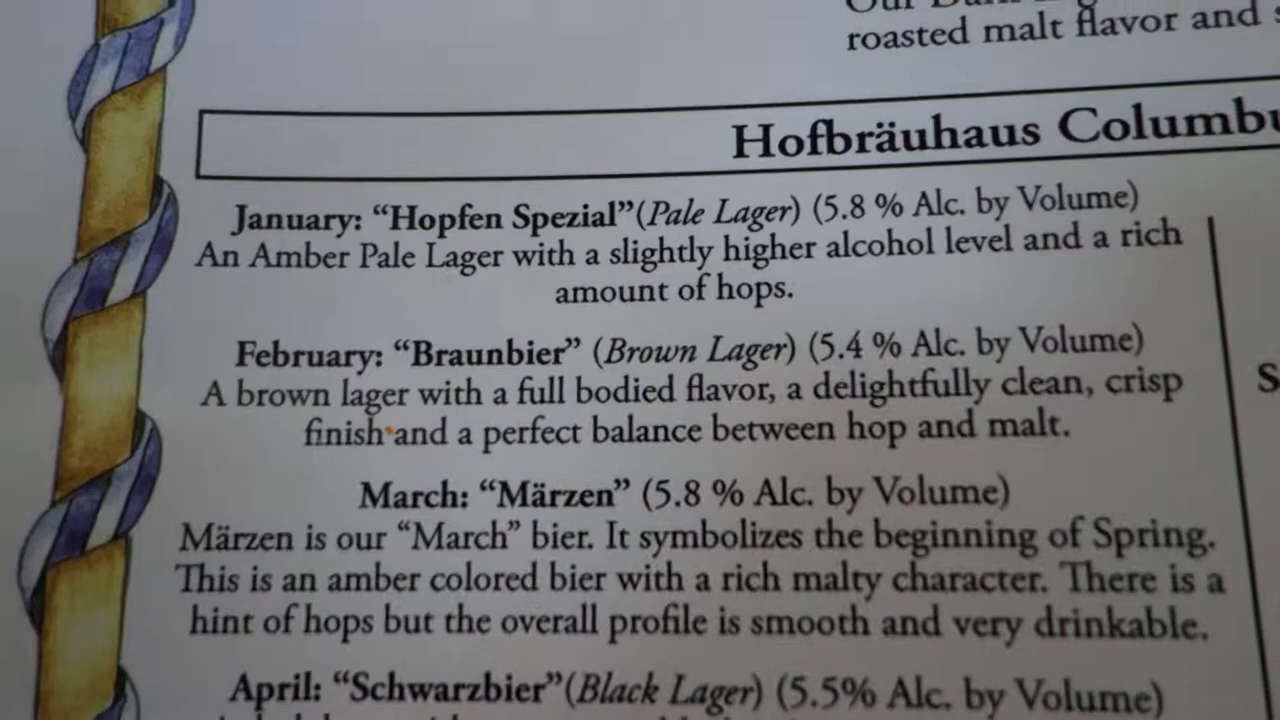 roasted malt flavor and
Hofbräuhaus
January: “Hopfen Spezial”(Pale Lager) (5.8 % Alc. by Volume)
An Amber Pale Lager with a slightly higher alcohol level and a rich
amount of hops.
February: “Braunbier” (Brown Lager) (5.4 % Alc. by Volume)
A brown lager with a full bodied flavor, a delightfully clean, crisp
finish and a perfect balance between hop and malt.
March: “Märzen” (5.8 % Alc. by Volume)
Märzen is our “March” bier. It symbolizes the beginning of Spring.
This is an amber colored bier with a rich malty character. There is a
hint of hops but the overall profile is smooth and very drinkable.
April: “Schwarzbier”(Black Lager) (5.5% Alc. by Volume)